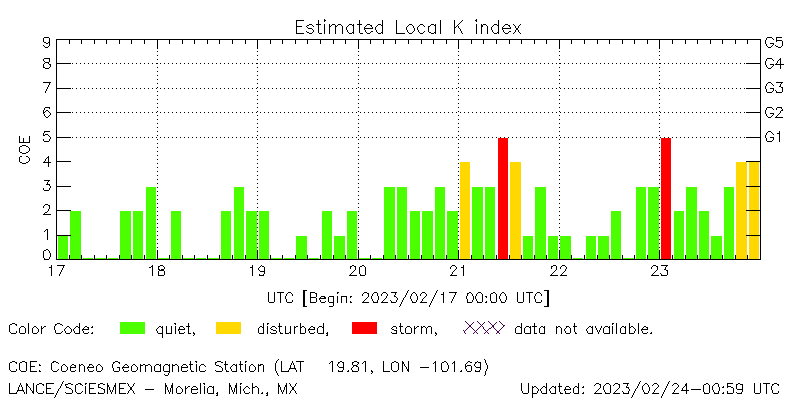 Estimated Local K index
9 G5
8 G4
7 G3
6 G2
5 G1
4
3
2
1
0
COE
17 18 19 20 21 22 23
UTC [Begin: 2023/02/17 00:00 UTC]
Color Code: quiet, disturbed, storm, data not available.
COE: Coeneo Geomagnetic Station (LAT 19.81, LON -101.69)
LANCE/SCiESMEX - Morelia, Mich., MX Updated: 2023/02/24-00:59 UTC